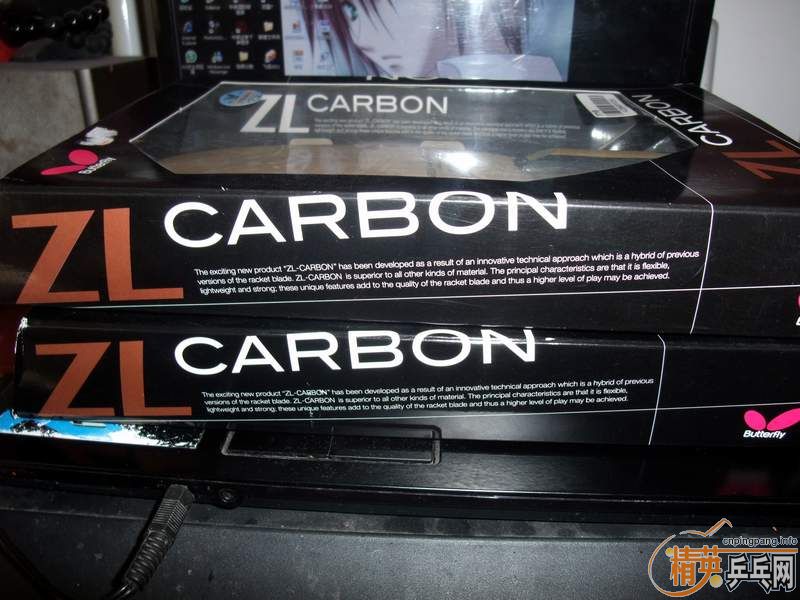 ZL CARBON
Butterfly
ZL CARBON
ZL CARBON
The exciting new product "ZL-CARBON" has been developed as a result of an innovative technical approach which is a hybrid of previous
versions of the racket blade. ZL-CARBON is superior to all other kinds of material. The principal characteristics are that it is flexible,
lightweight and strong; these unique features add to the quality of the racket blade and thus a higher level of play may be achieved.
ZL CARBON
The exciting new product "ZL-CARBON" has been developed as a result of an innovative technical approach which is a hybrid of previous
versions of the racket blade. ZL-CARBON is superior to all other kinds of material. The principal characteristics are that it is flexible,
lightweight and strong; these unique features add to the quality of the racket blade and thus a higher level of play may be achieved.
Butterfly
cnpingpang.info
精英乒乓网